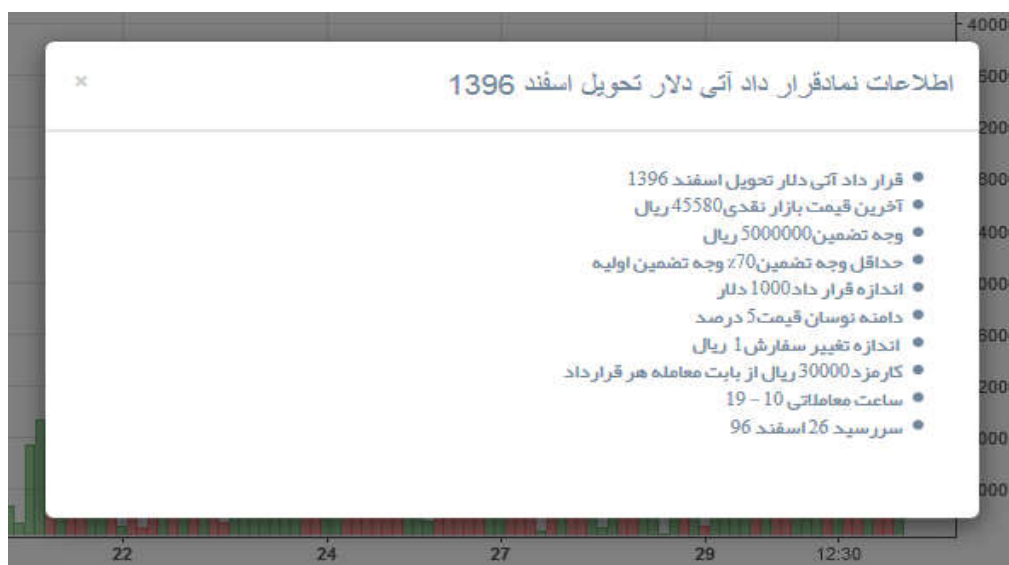 اطلاعات نمادقرار داد آتی دلار تحویل اسفند 1396
×
قرار داد آتی دلار تحویل اسفند 1396
آخرین قیمت بازار نقدی45580 ریال
وجه تضمین5000000 ریال
حداقل وجه تضمین70٪ وجه تضمین اولیه
اندازه قرار داد1000 دلار
دامنه نوسان قیمت5 درصد
اندازه تغییر سفارش1 ریال
کارمزد30000 ریال از بابت معامله هر قرارداد
ساعت معاملاتی 10 – 19
سررسید 26 اسفند 96
22 24 27 29 12:30